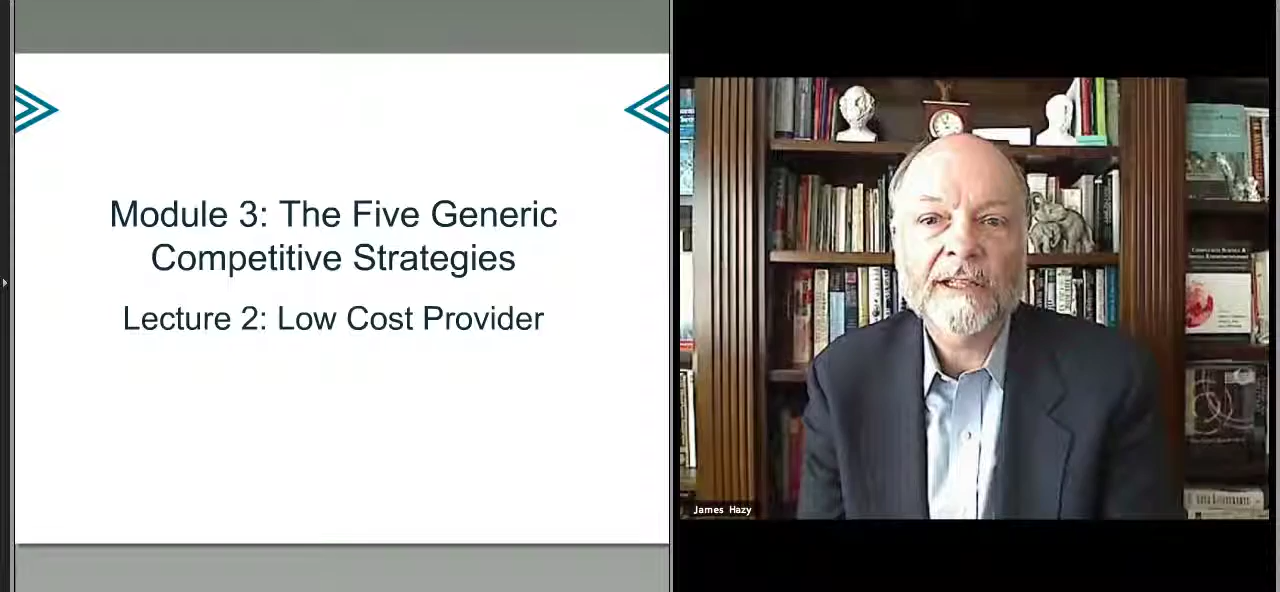 Module 3: The Five Generic
Competitive Strategies
Lecture 2: Low Cost Provider
James Hazy